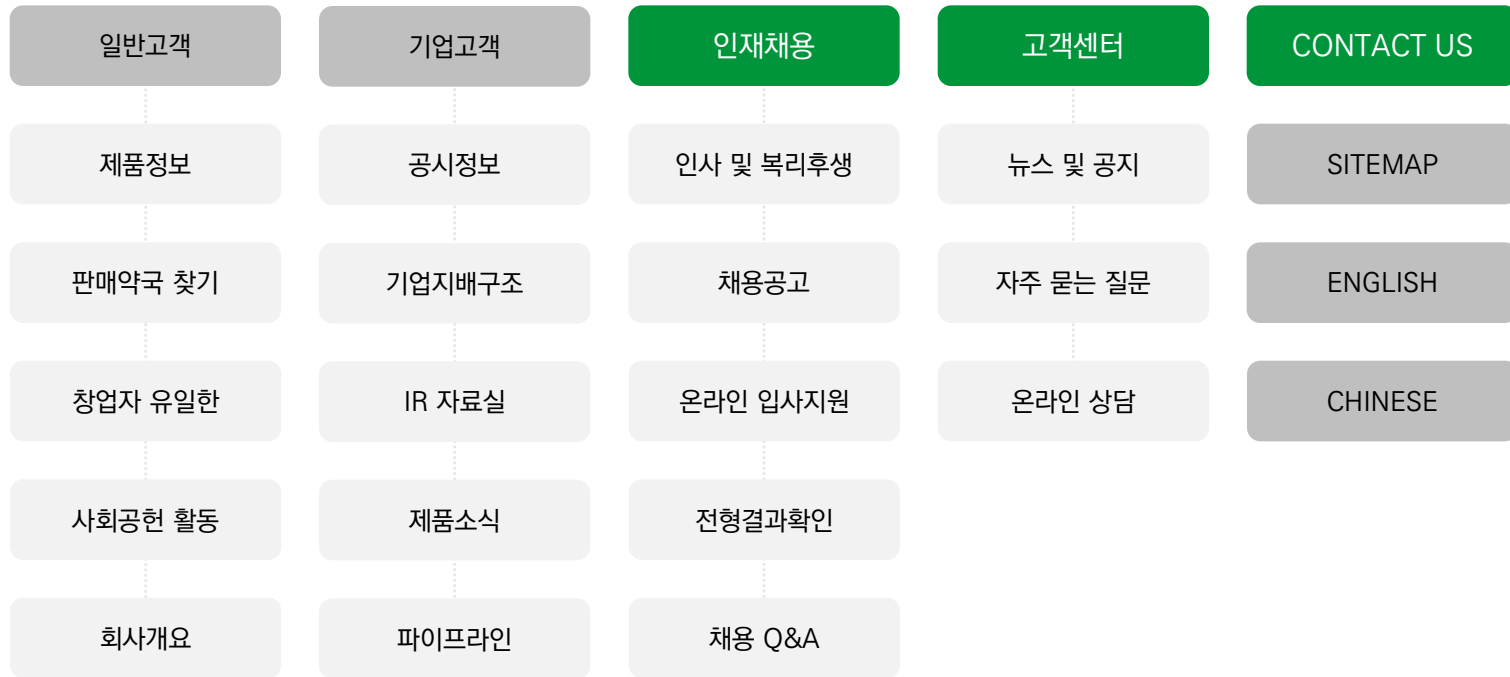 일반고객
기업고객
인재채용
고객센터
CONTACT US
제품정보
공시정보
인사 및 복리후생
뉴스 및 공지
SITEMAP
판매약국 찾기
기업지배구조
채용공고
자주 묻는 질문
ENGLISH
창업자 유일한
IR 자료실
온라인 입사지원
온라인 상담
CHINESE
사회공헌 활동
제품소식
전형결과확인
회사개요
파이프라인
채용 Q&A